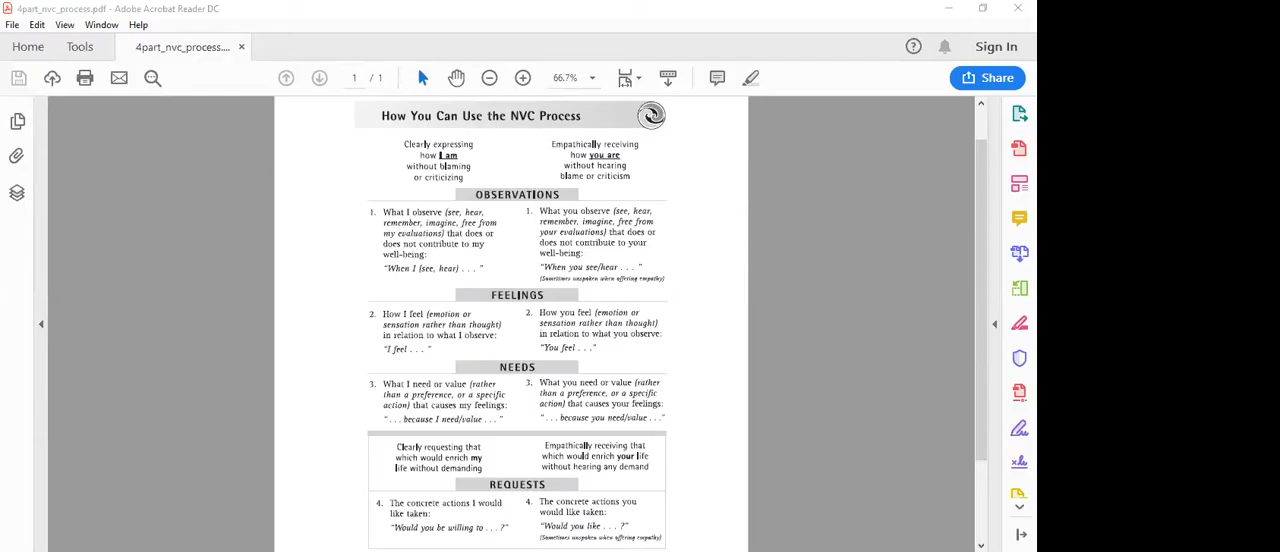 4part_nvc_process.pdf - Adobe Acrobat Reader DC
File Edit View Window Help
Home Tools 4part_nvc_process.... × Sign In
1 / 1 66.7% Share
How You Can Use the NVC Process
Clearly expressing
how I am
without blaming
or criticizing
Empathically receiving
how you are
without hearing
blame or criticism
OBSERVATIONS
1. What I observe (see, hear,
remember, imagine, free from
my evaluations) that does or
does not contribute to my
well-being:
"When I (see, hear) . . . "
1. What you observe (see, hear,
remember, imagine, free from
your evaluations) that does or
does not contribute to your
well-being:
"When you see/hear . . . "
(Sometimes unspoken when offering empathy)
FEELINGS
2. How I feel (emotion or
sensation rather than thought)
in relation to what I observe:
"I feel . . . "
2. How you feel (emotion or
sensation rather than thought)
in relation to what you observe:
"You feel . . ."
NEEDS
3. What I need or value (rather
than a preference, or a specific
action) that causes my feelings:
" . . . because I need/value . . . "
3. What you need or value (rather
than a preference, or a specific
action) that causes your feelings:
" . . . because you need/value . . ."
Clearly requesting that
which would enrich my
life without demanding
Empathically receiving that
which would enrich your life
without hearing any demand
REQUESTS
4. The concrete actions I would
like taken:
"Would you be willing to . . . ?"
4. The concrete actions you
would like taken:
"Would you like . . . ?"
(Sometimes unspoken when offering empathy)